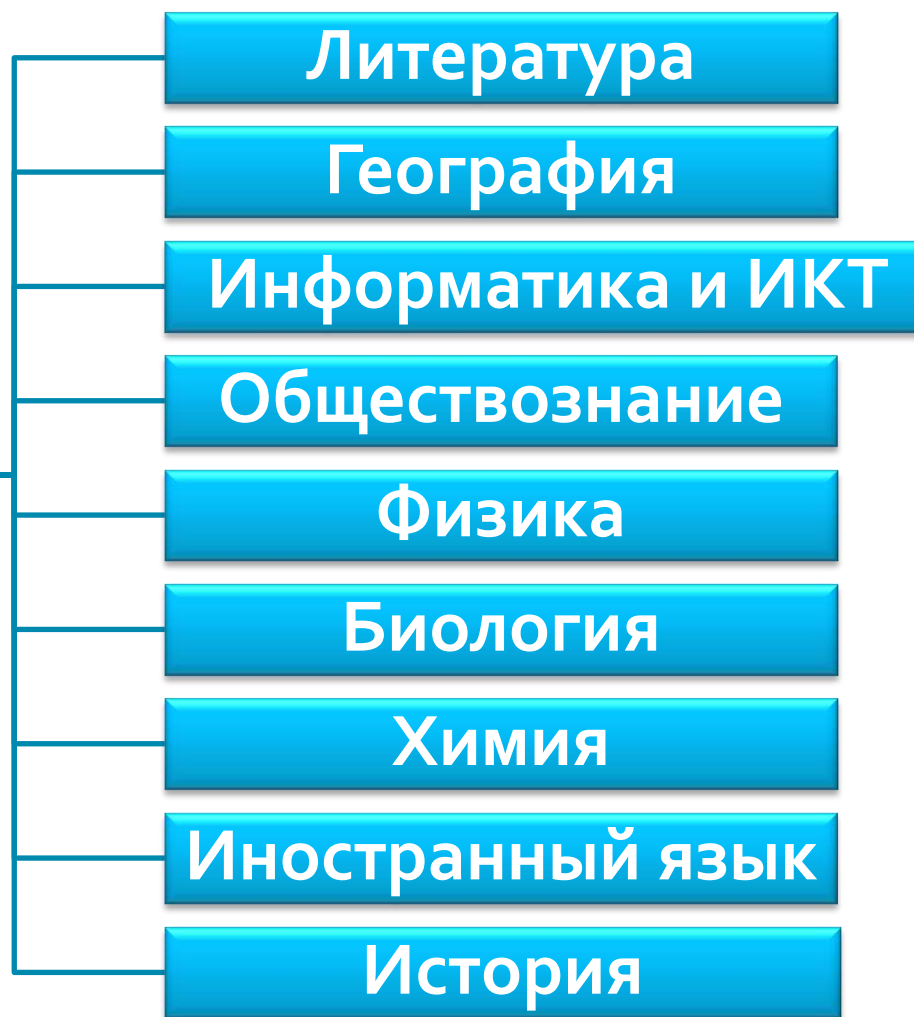 Литература
География
Информатика и ИКТ
Обществознание
Физика
Биология
Химия
Иностранный язык
История